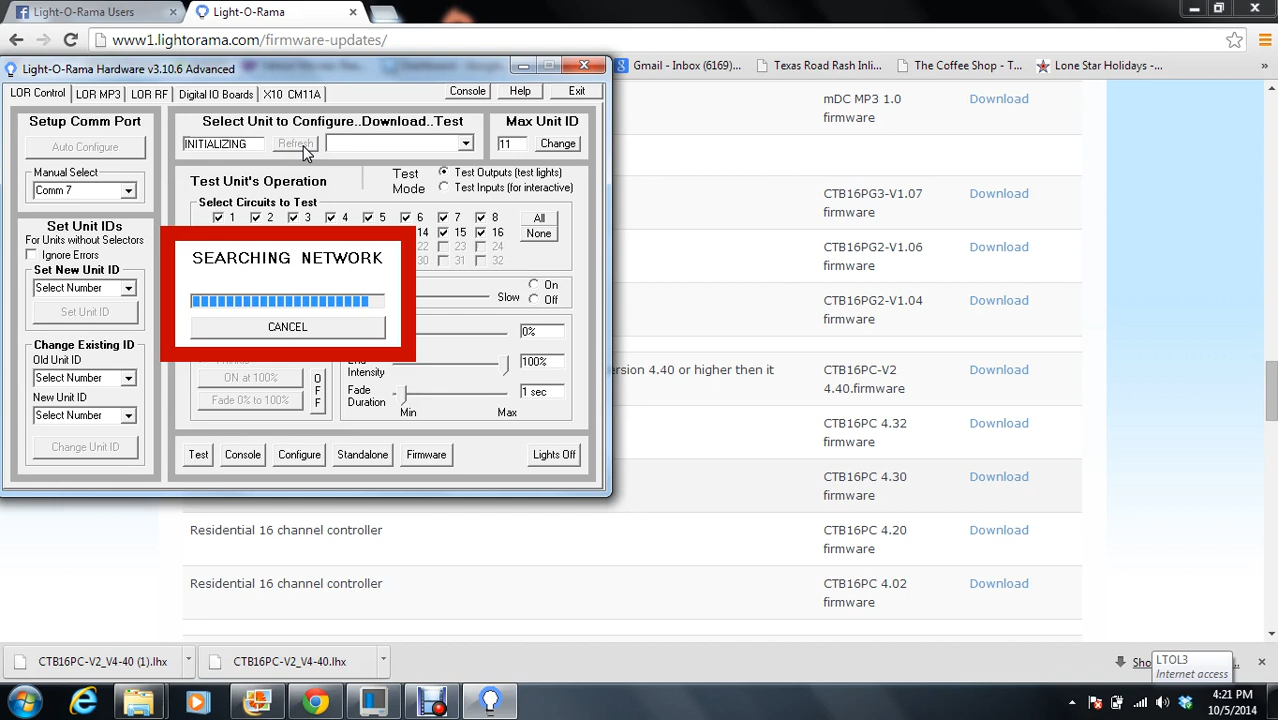 Light-O-Rama Users
Light-O-Rama
www1.lightorama.com/firmware-updates/
Gmail - Inbox (6169)...
Texas Road Rash Inli...
The Coffee Shop - T...
Lone Star Holidays -...
Light-O-Rama Hardware v3.10.6 Advanced
LOR Control
LOR MP3
LOR RF
Digital IO Boards
X10 CM11A
Console
Help
Exit
Setup Comm Port
Auto Configure
Manual Select
Comm 7
Set Unit IDs
For Units without Selectors
Ignore Errors
Set New Unit ID
Select Number
Set Unit ID
Change Existing ID
Old Unit ID
Select Number
New Unit ID
Select Number
Change Unit ID
Select Unit to Configure..Download..Test
INITIALIZING
Refresh
Max Unit ID
11
Change
Test Unit's Operation
Test Mode
Test Outputs (test lights)
Test Inputs (for interactive)
Select Circuits to Test
1 2 3 4 5 6 7 8
14 15 16
22 23 24
30 31 32
All
None
SEARCHING NETWORK
CANCEL
Slow
On
Off
0%
End Intensity
100%
Fade Duration
1 sec
Min
Max
ON at 100%
Fade 0% to 100%
OFF
Test
Console
Configure
Standalone
Firmware
Lights Off
mDC MP3 1.0 firmware
Download
CTB16PG3-V1.07 firmware
Download
CTB16PG2-V1.06 firmware
Download
CTB16PG2-V1.04 firmware
Download
ersion 4.40 or higher then it
CTB16PC-V2 4.40.firmware
Download
CTB16PC 4.32 firmware
Download
CTB16PC 4.30 firmware
Download
Residential 16 channel controller
CTB16PC 4.20 firmware
Download
Residential 16 channel controller
CTB16PC 4.02 firmware
Download
CTB16PC-V2_V4-40 (1).lhx
CTB16PC-V2_V4-40.lhx
LTOL3
Internet access
4:21 PM
10/5/2014